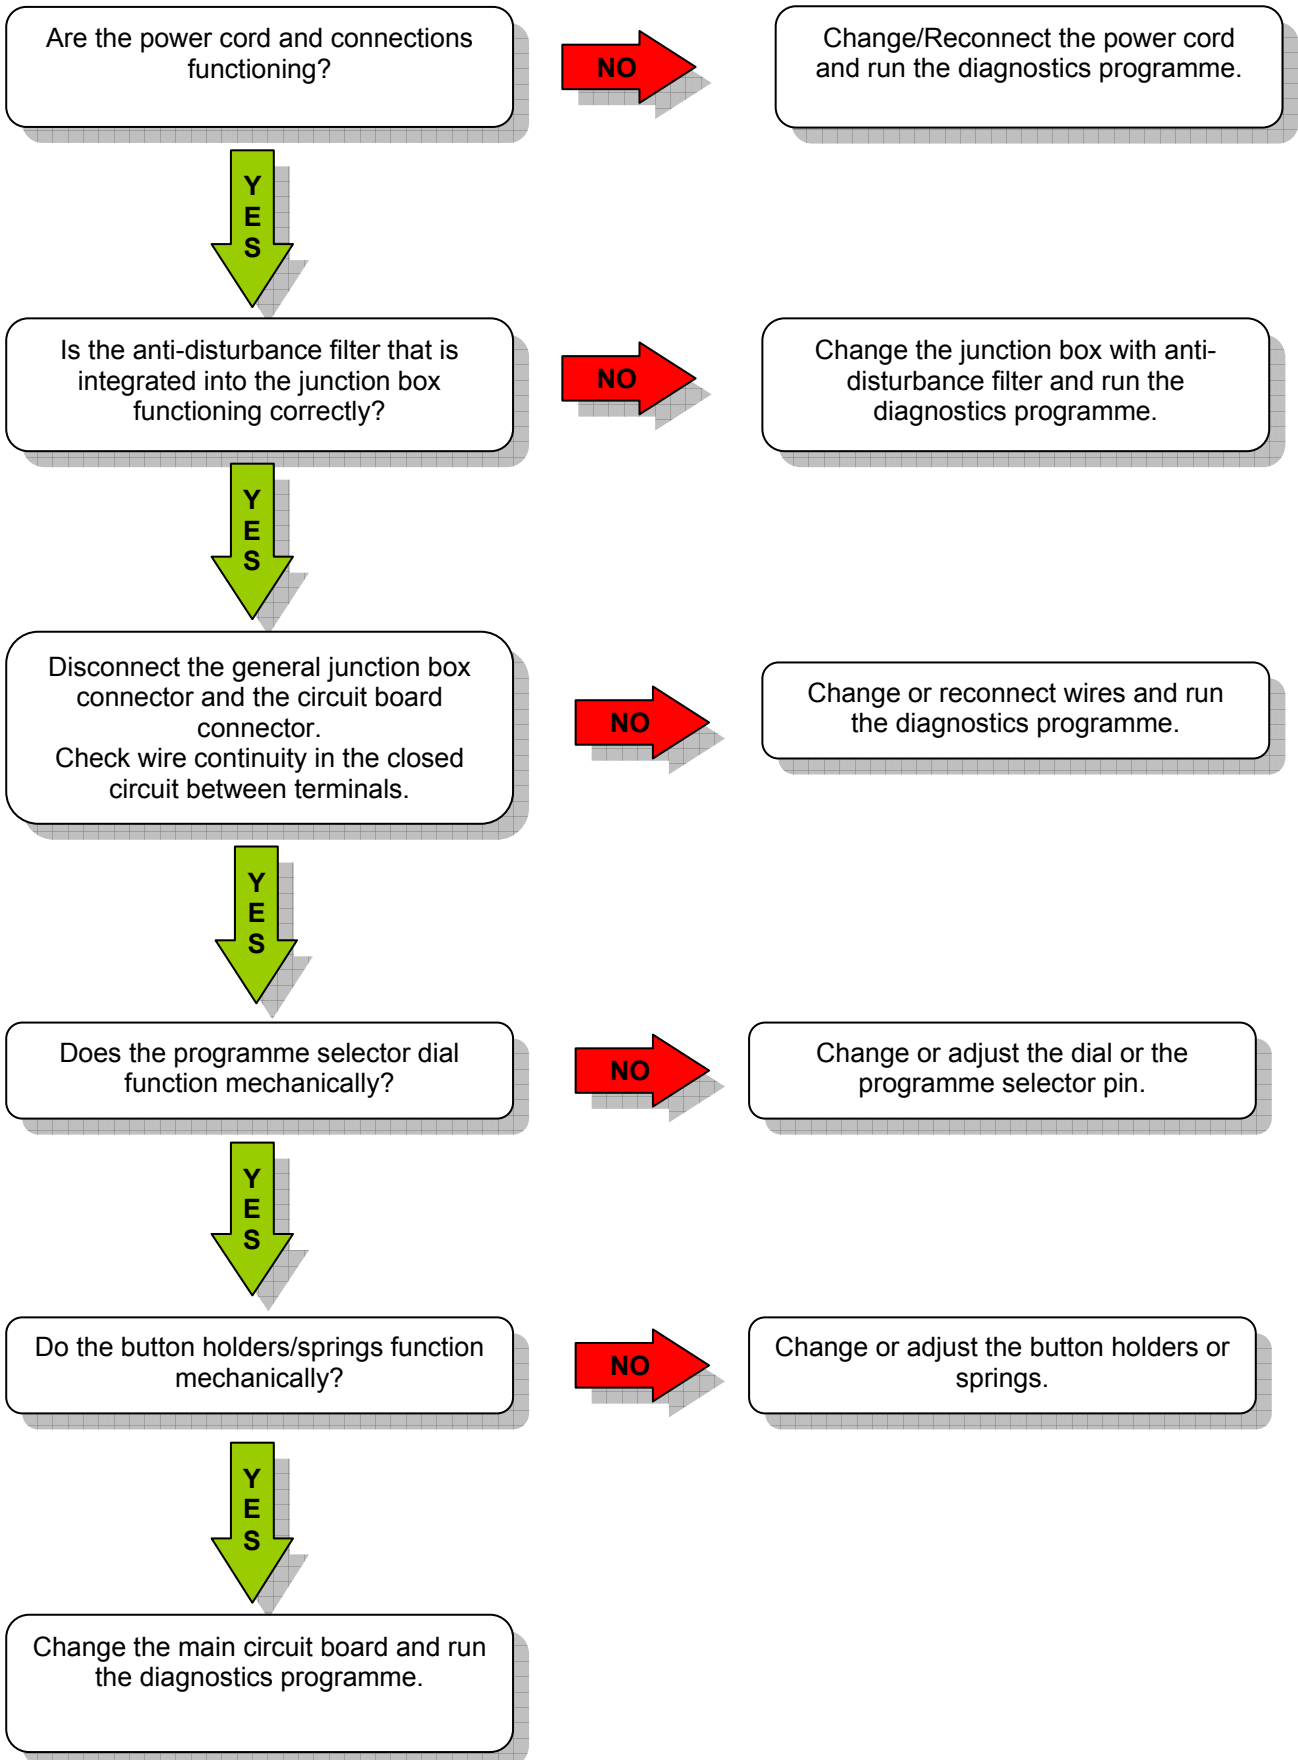 Are the power cord and connections
functioning?
NO
Change/Reconnect the power cord
and run the diagnostics programme.
Y
E
S
Is the anti-disturbance filter that is
integrated into the junction box
functioning correctly?
NO
Change the junction box with anti-
disturbance filter and run the
diagnostics programme.
Y
E
S
Disconnect the general junction box
connector and the circuit board
connector.
Check wire continuity in the closed
circuit between terminals.
NO
Change or reconnect wires and run
the diagnostics programme.
Y
E
S
Does the programme selector dial
function mechanically?
NO
Change or adjust the dial or the
programme selector pin.
Y
E
S
Do the button holders/springs function
mechanically?
NO
Change or adjust the button holders or
springs.
Y
E
S
Change the main circuit board and run
the diagnostics programme.